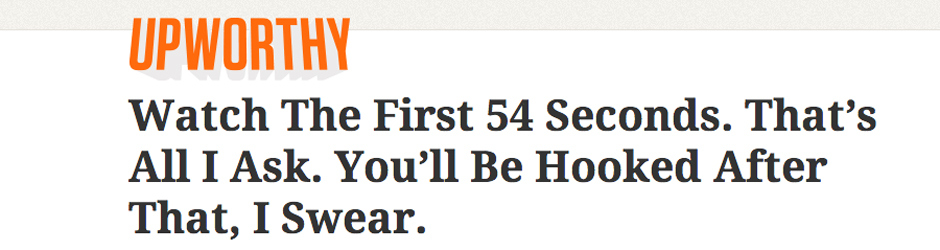 UPWORTHY
Watch The First 54 Seconds. That’s
All I Ask. You’ll Be Hooked After
That, I Swear.